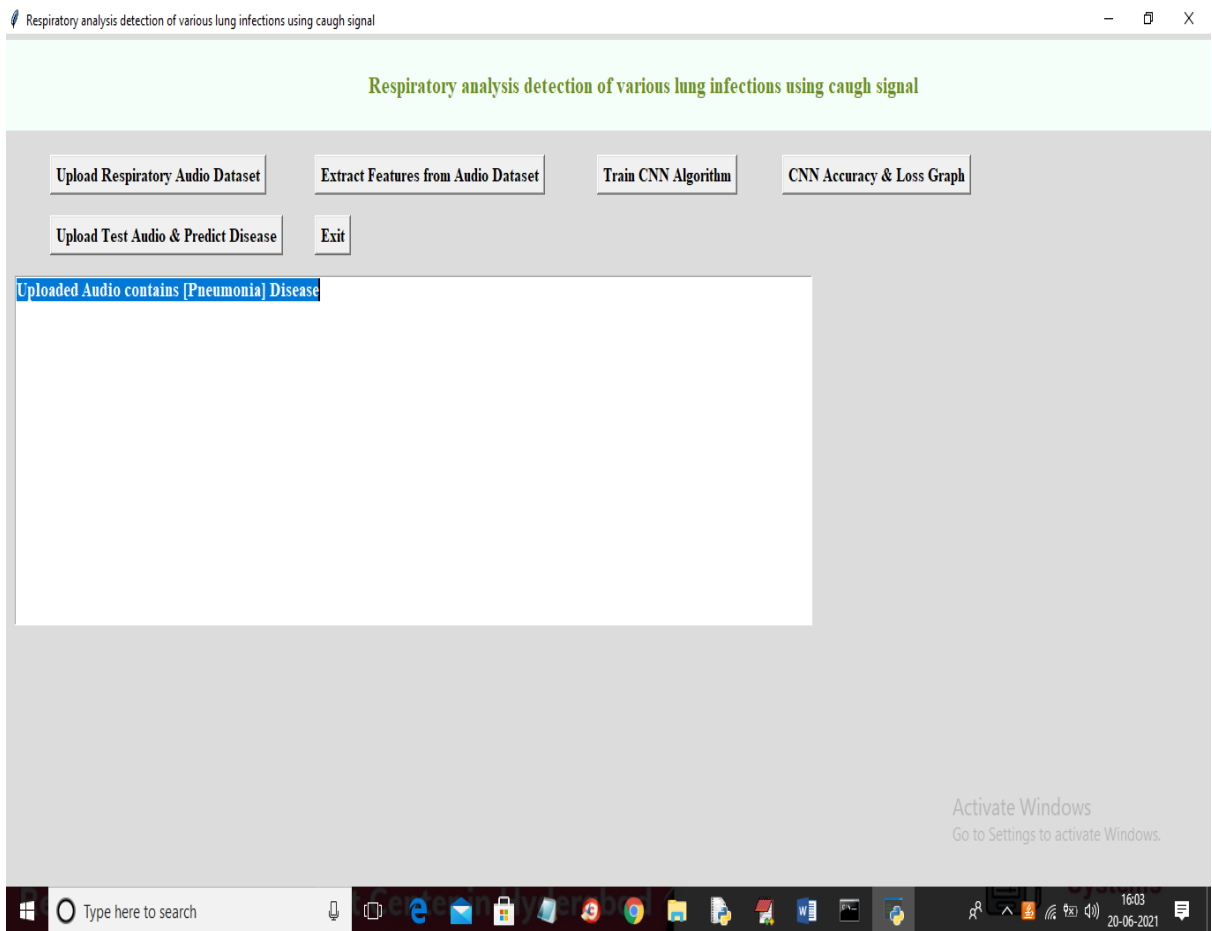 Respiratory analysis detection of various lung infections using caugh signal
Respiratory analysis detection of various lung infections using caugh signal
Upload Respiratory Audio Dataset
Extract Features from Audio Dataset
Train CNN Algorithm
CNN Accuracy & Loss Graph
Upload Test Audio & Predict Disease
Exit
Uploaded Audio contains [Pneumonia] Disease
Activate Windows
Go to Settings to activate Windows.
Type here to search
16:03
20-06-2021